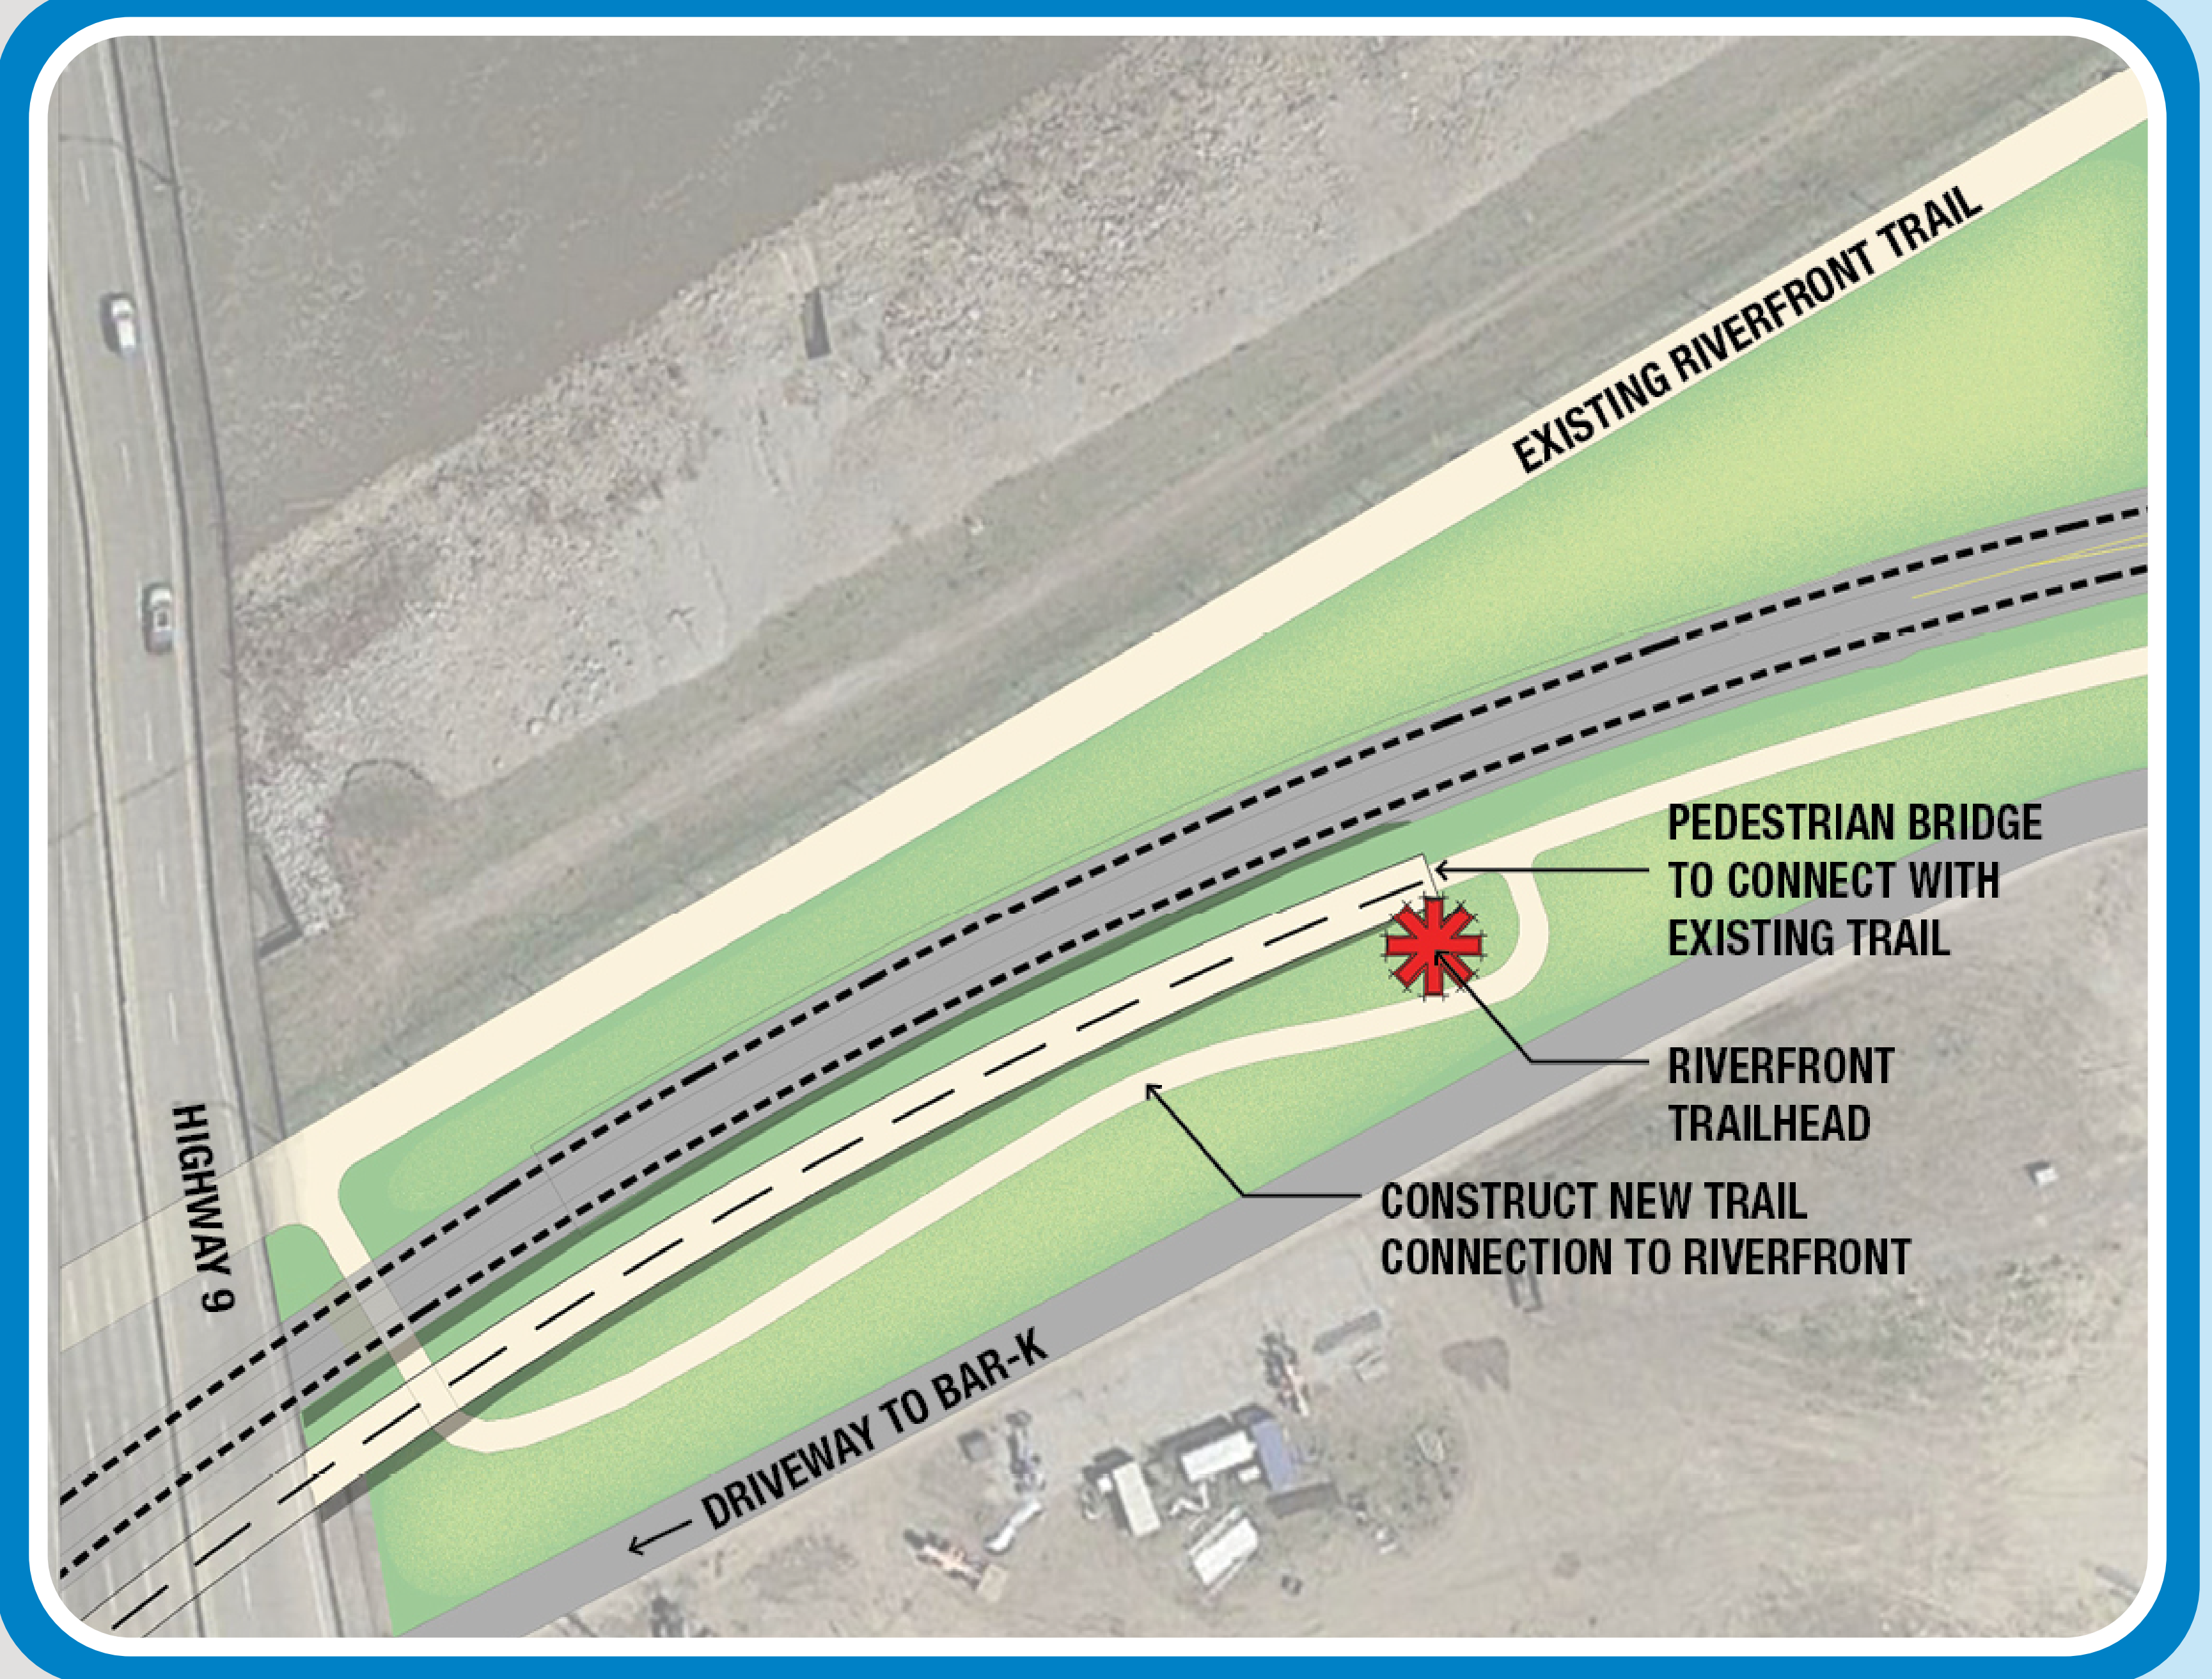 EXISTING RIVERFRONT TRAIL
PEDESTRIAN BRIDGE
TO CONNECT WITH
EXISTING TRAIL
RIVERFRONT
TRAILHEAD
HIGHWAY 9
CONSTRUCT NEW TRAIL
CONNECTION TO RIVERFRONT
DRIVEWAY TO BAR-K